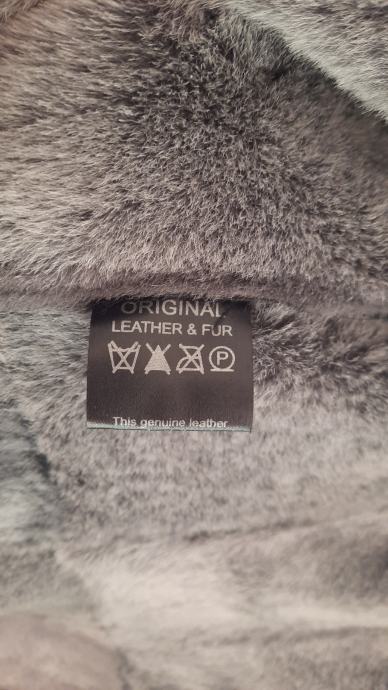 ORIGINAL
LEATHER & FUR
P
This genuine leather